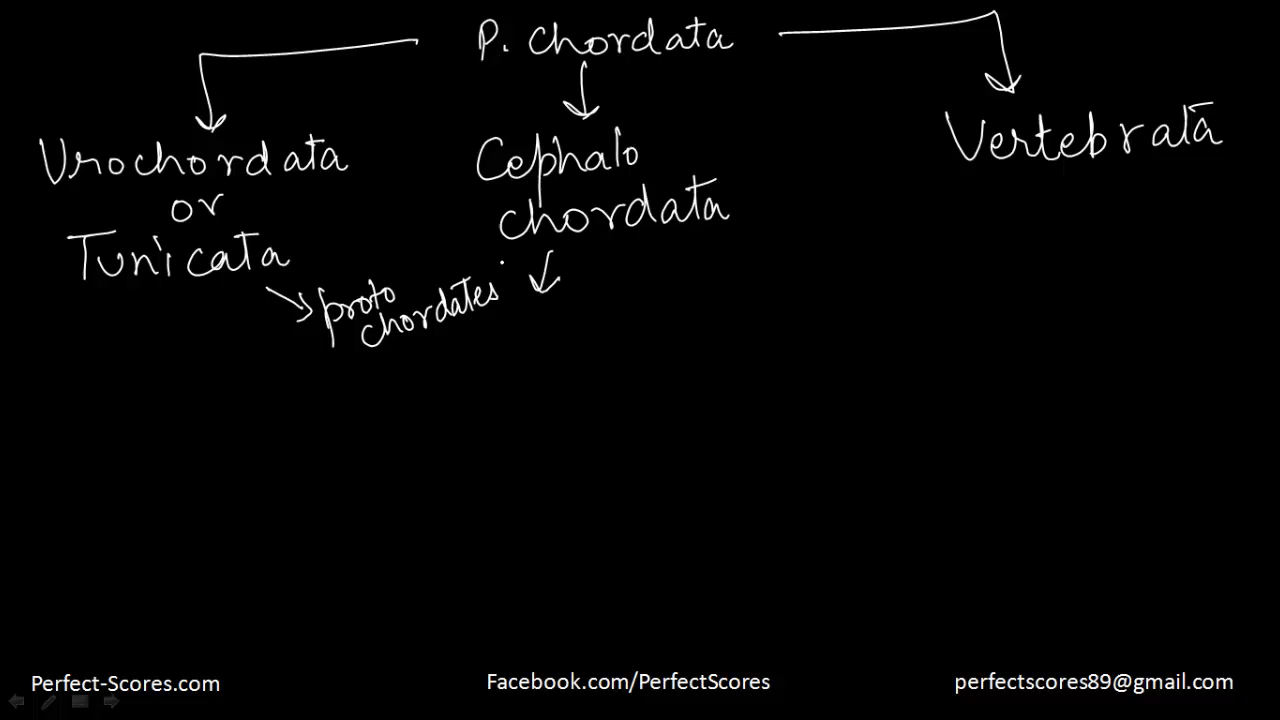 P. Chordata
Urochordata
or
Tunicata
Cephalo
chordata
Vertebrata
proto
chordates
Perfect-Scores.com
Facebook.com/PerfectScores
perfectscores89@gmail.com